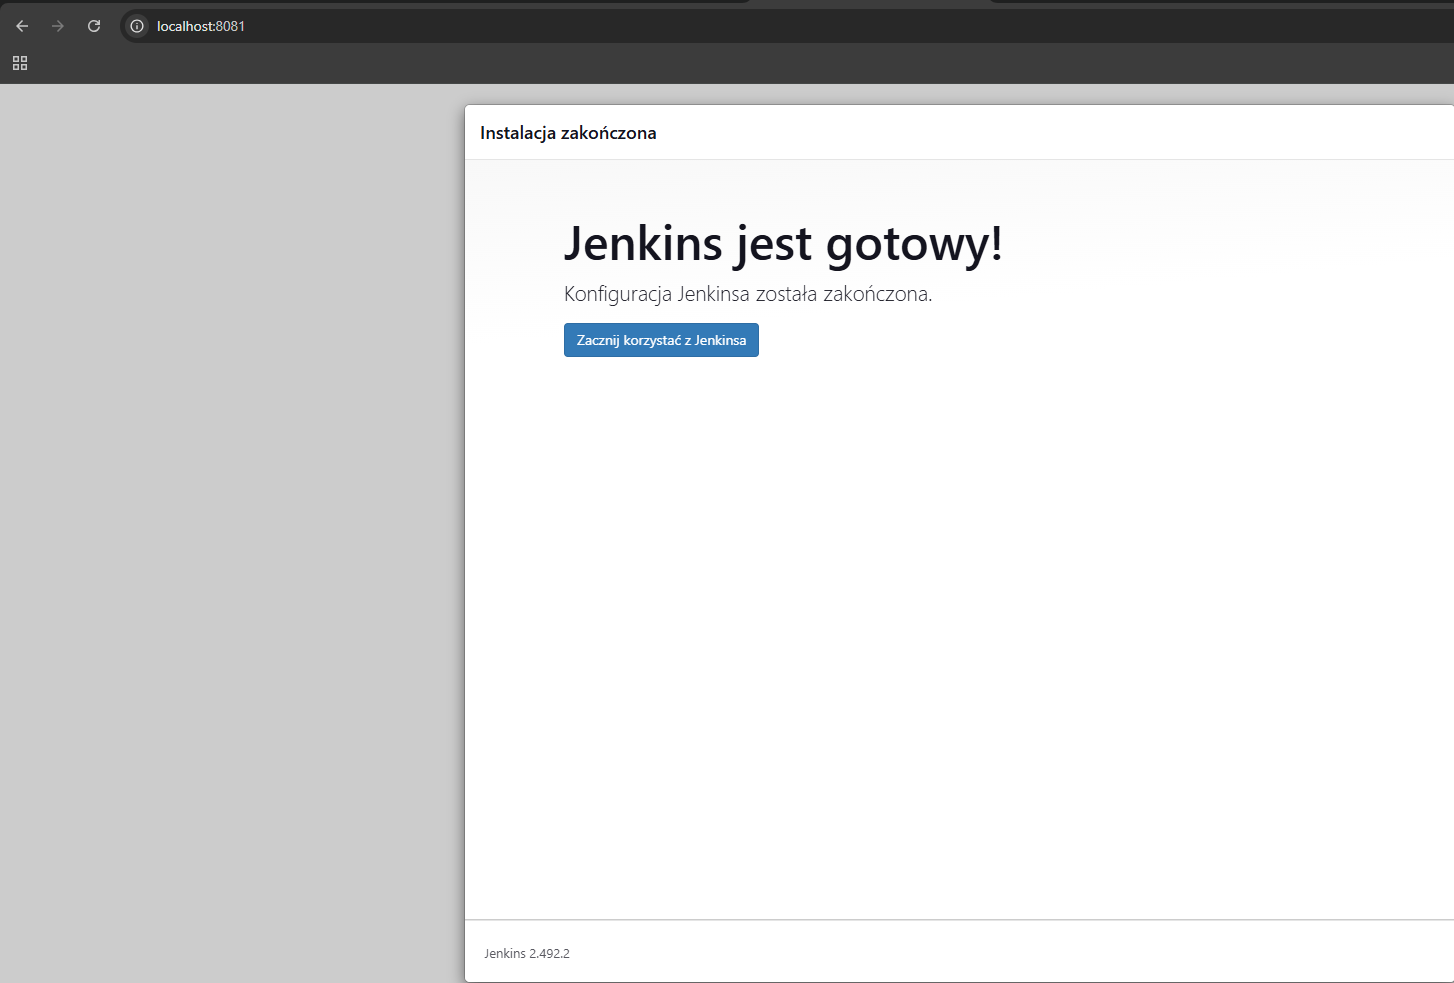 localhost:8081
Instalacja zakończona
Jenkins jest gotowy!
Konfiguracja Jenkinsa została zakończona.
Zacznij korzystać z Jenkinsa
Jenkins 2.492.2